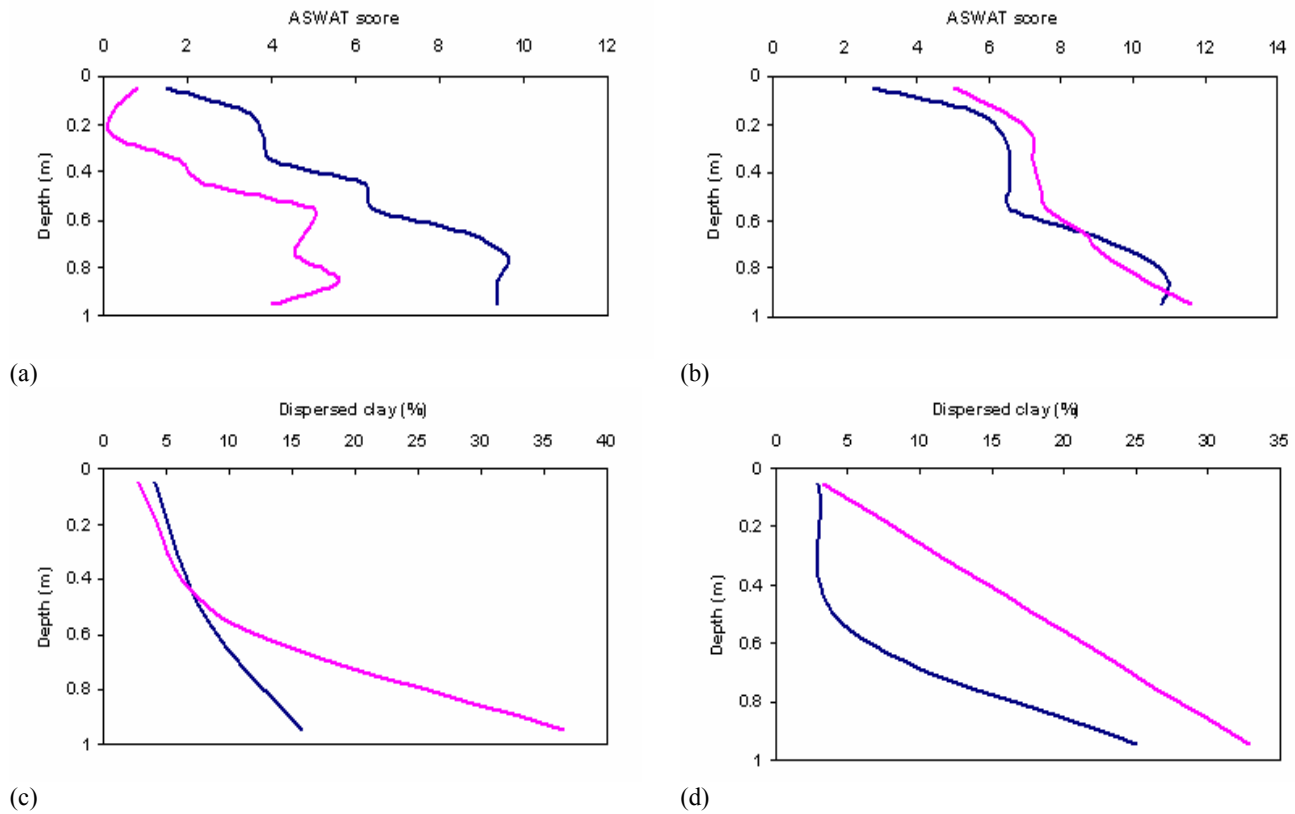 ASWAT score
0 2 4 6 8 10 12
0
0.2
0.4
0.6
0.8
1
Depth (m)
(a)
ASWAT score
0 2 4 6 8 10 12 14
0
0.2
0.4
0.6
0.8
1
Depth (m)
(b)
Dispersed clay (%)
0 5 10 15 20 25 30 35 40
0
0.2
0.4
0.6
0.8
1
Depth (m)
(c)
Dispersed clay (%)
0 5 10 15 20 25 30 35
0
0.2
0.4
0.6
0.8
1
Depth (m)
(d)